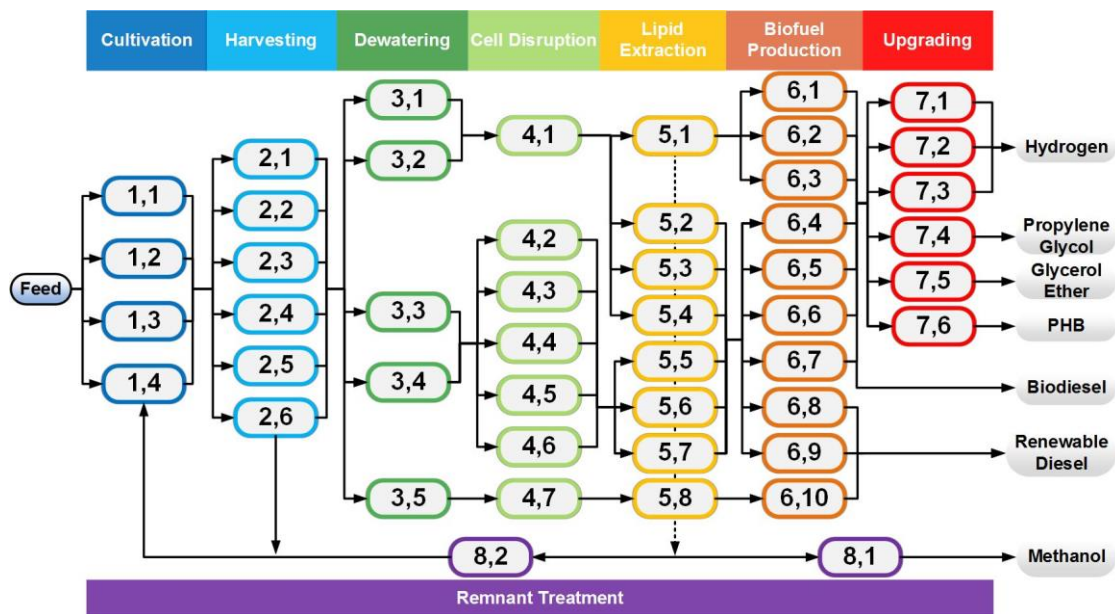 Cultivation
Harvesting
Dewatering
Cell Disruption
Lipid
Extraction
Biofuel
Production
Upgrading
Feed
1,1
1,2
1,3
1,4
2,1
2,2
2,3
2,4
2,5
2,6
3,1
3,2
3,3
3,4
3,5
4,1
4,2
4,3
4,4
4,5
4,6
4,7
5,1
5,2
5,3
5,4
5,5
5,6
5,7
5,8
6,1
6,2
6,3
6,4
6,5
6,6
6,7
6,8
6,9
6,10
7,1
7,2
7,3
7,4
7,5
7,6
Hydrogen
Propylene
Glycol
Glycerol
Ether
PHB
Biodiesel
Renewable
Diesel
8,2
8,1
Methanol
Remnant Treatment